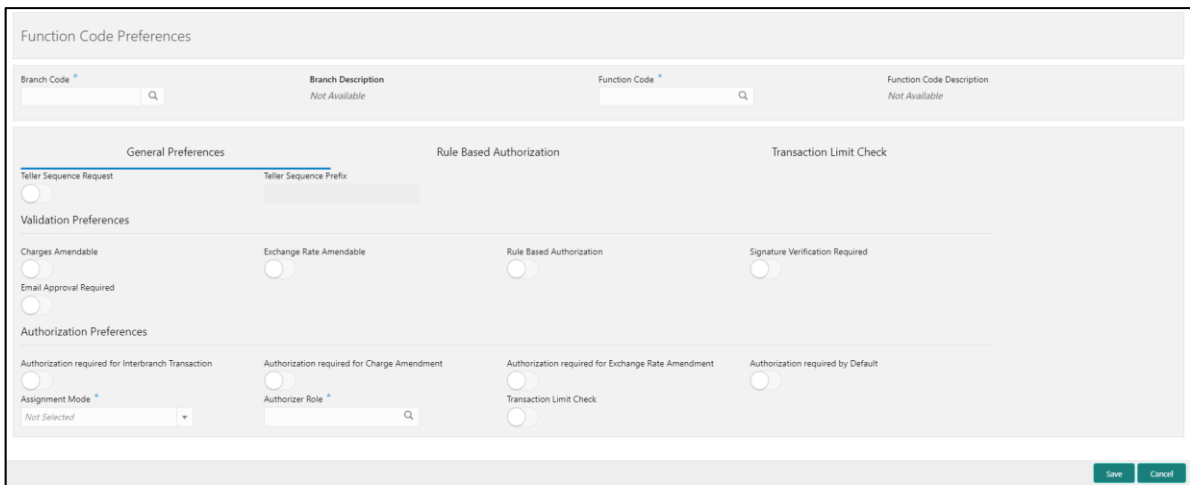 Function Code Preferences
Branch Code *
Branch Description
Function Code *
Function Code Description
Not Available
Not Available
General Preferences
Rule Based Authorization
Transaction Limit Check
Teller Sequence Request
Teller Sequence Prefix
Validation Preferences
Charges Amendable
Exchange Rate Amendable
Rule Based Authorization
Signature Verification Required
Email Approval Required
Authorization Preferences
Authorization required for Interbranch Transaction
Authorization required for Charge Amendment
Authorization required for Exchange Rate Amendment
Authorization required by Default
Assignment Mode *
Authorizer Role *
Transaction Limit Check
Not Selected
Save
Cancel